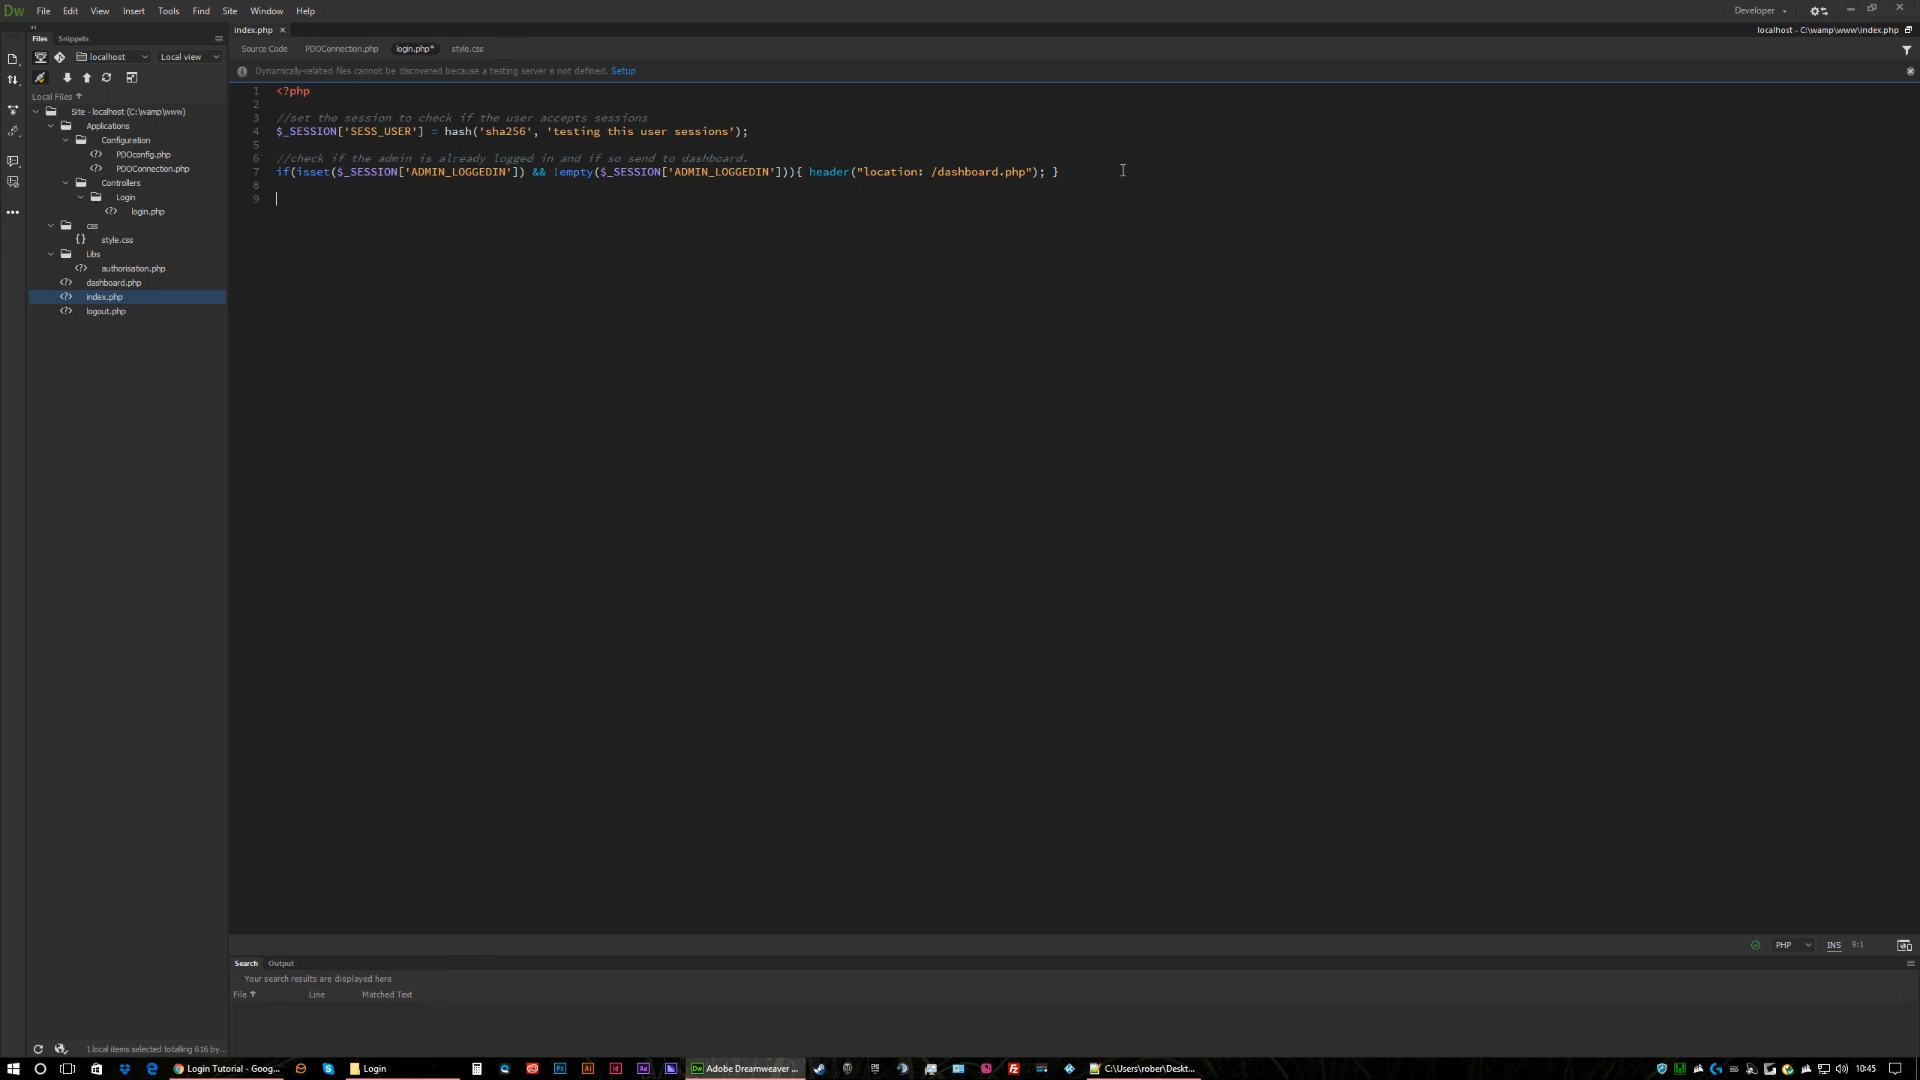 Dw File Edit View Insert Tools Find Site Window Help Developer
Files Snippets
index.php
localhost - C:\wamp\www\index.php
localhost Local view
Source Code PDOConnection.php login.php* style.css
Dynamically-related files cannot be discovered because a testing server is not defined. Setup
Local Files
Site - localhost (C:\wamp\www)
Applications
Configuration
PDOconfig.php
PDOConnection.php
Controllers
Login
login.php
css
style.css
Libs
authorisation.php
dashboard.php
index.php
logout.php
1 <?php
2
3 //set the session to check if the user accepts sessions
4 $_SESSION['SESS_USER'] = hash('sha256', 'testing this user sessions');
5
6 //check if the admin is already logged in and if so send to dashboard.
7 if(isset($_SESSION['ADMIN_LOGGEDIN']) && !empty($_SESSION['ADMIN_LOGGEDIN'])){ header("location: /dashboard.php"); }
8
9
PHP INS 9:1
Search Output
Your search results are displayed here
File Line Matched Text
1 local items selected totalling 616 by...
Login Tutorial - Goog... Login Adobe Dreamweaver ... C:\Users\rober\Deskt... 10:45